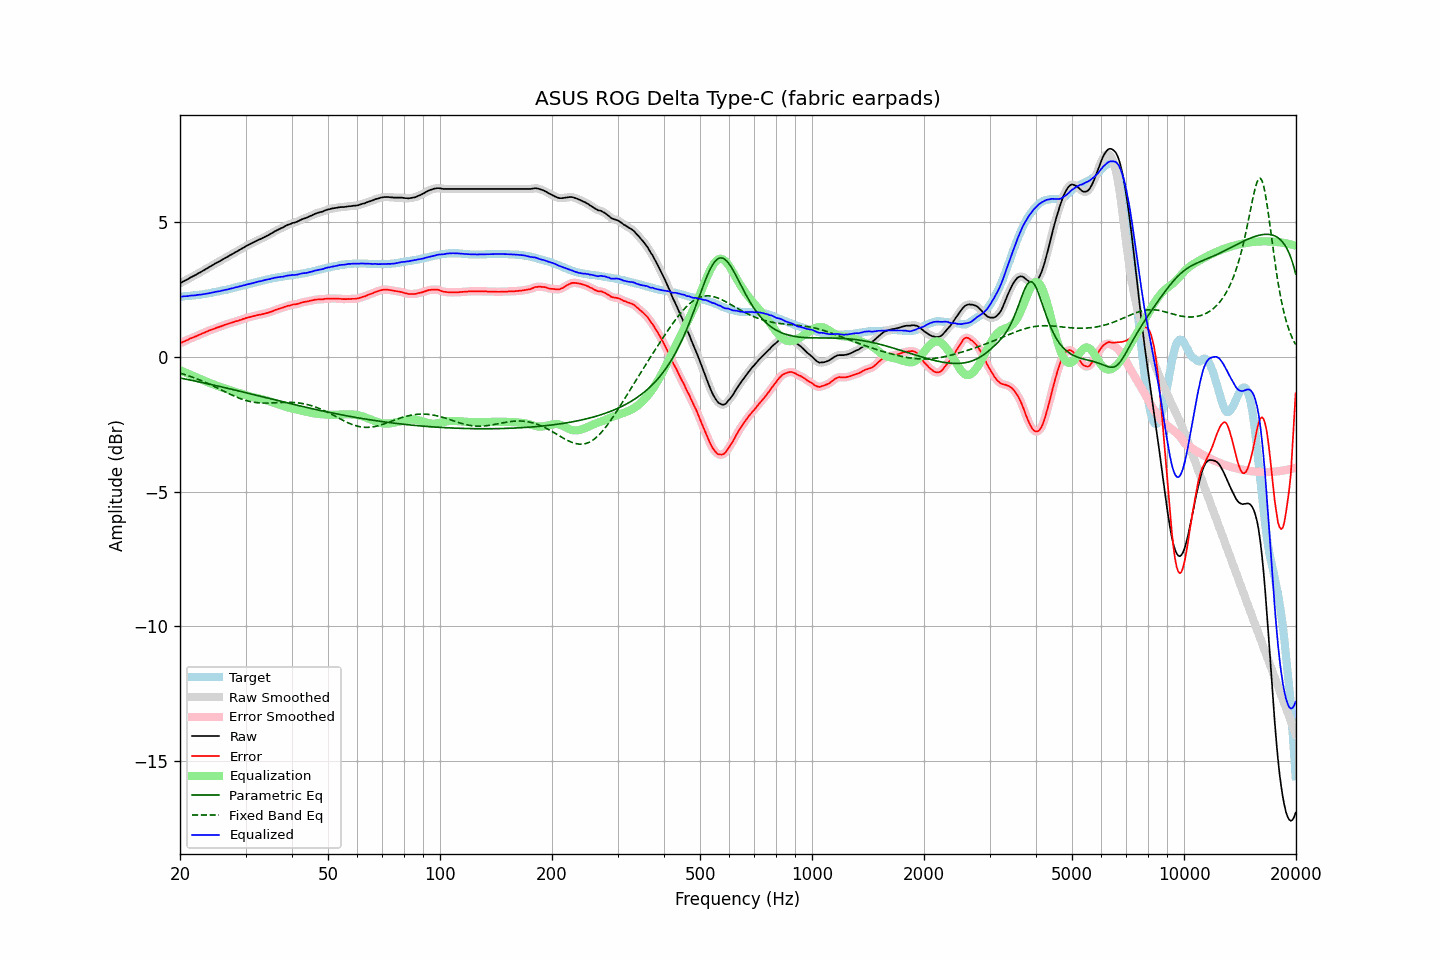 ASUS ROG Delta Type-C (fabric earpads)
Amplitude (dBr)
5
0
−5
−10
−15
Target
Raw Smoothed
Error Smoothed
Raw
Error
Equalization
Parametric Eq
Fixed Band Eq
Equalized
20 50 100 200 500 1000 2000 5000 10000 20000
Frequency (Hz)